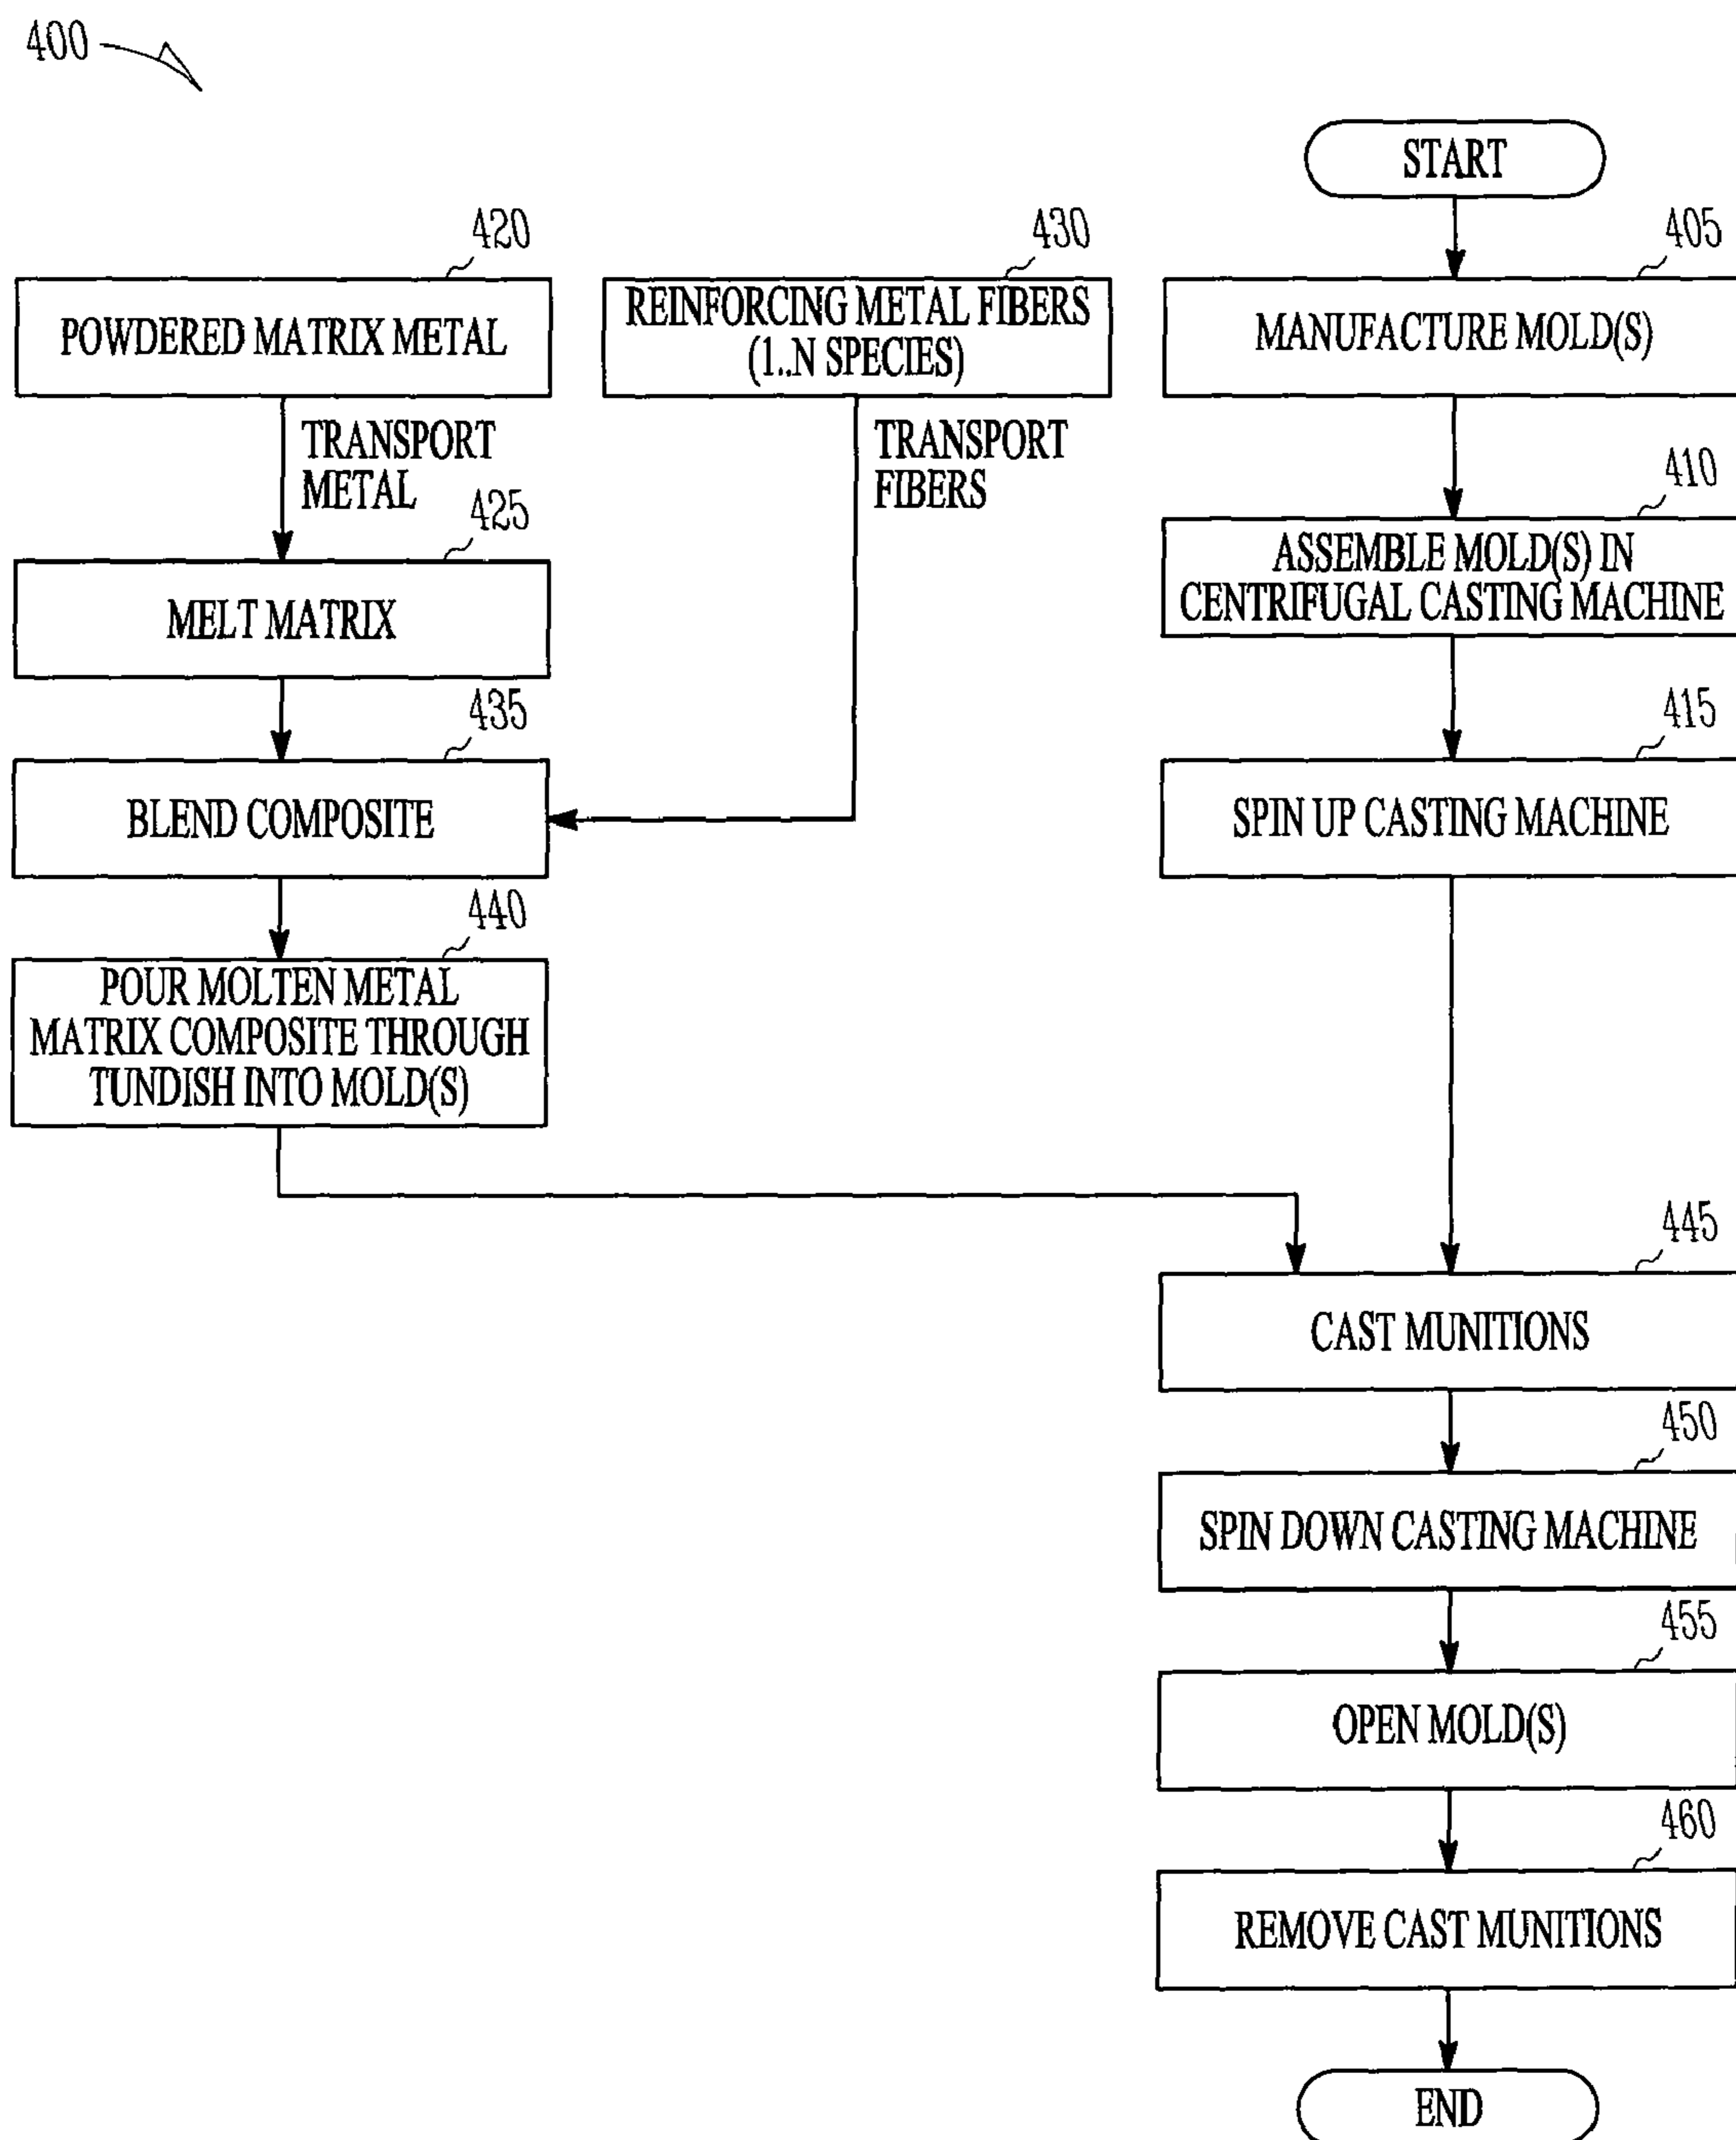 400
START
420
POWDERED MATRIX METAL
430
REINFORCING METAL FIBERS
(1..N SPECIES)
405
MANUFACTURE MOLD(S)
TRANSPORT
METAL
TRANSPORT
FIBERS
425
MELT MATRIX
410
ASSEMBLE MOLD(S) IN
CENTRIFUGAL CASTING MACHINE
435
BLEND COMPOSITE
415
SPIN UP CASTING MACHINE
440
POUR MOLTEN METAL
MATRIX COMPOSITE THROUGH
TUNDISH INTO MOLD(S)
445
CAST MUNITIONS
450
SPIN DOWN CASTING MACHINE
455
OPEN MOLD(S)
460
REMOVE CAST MUNITIONS
END